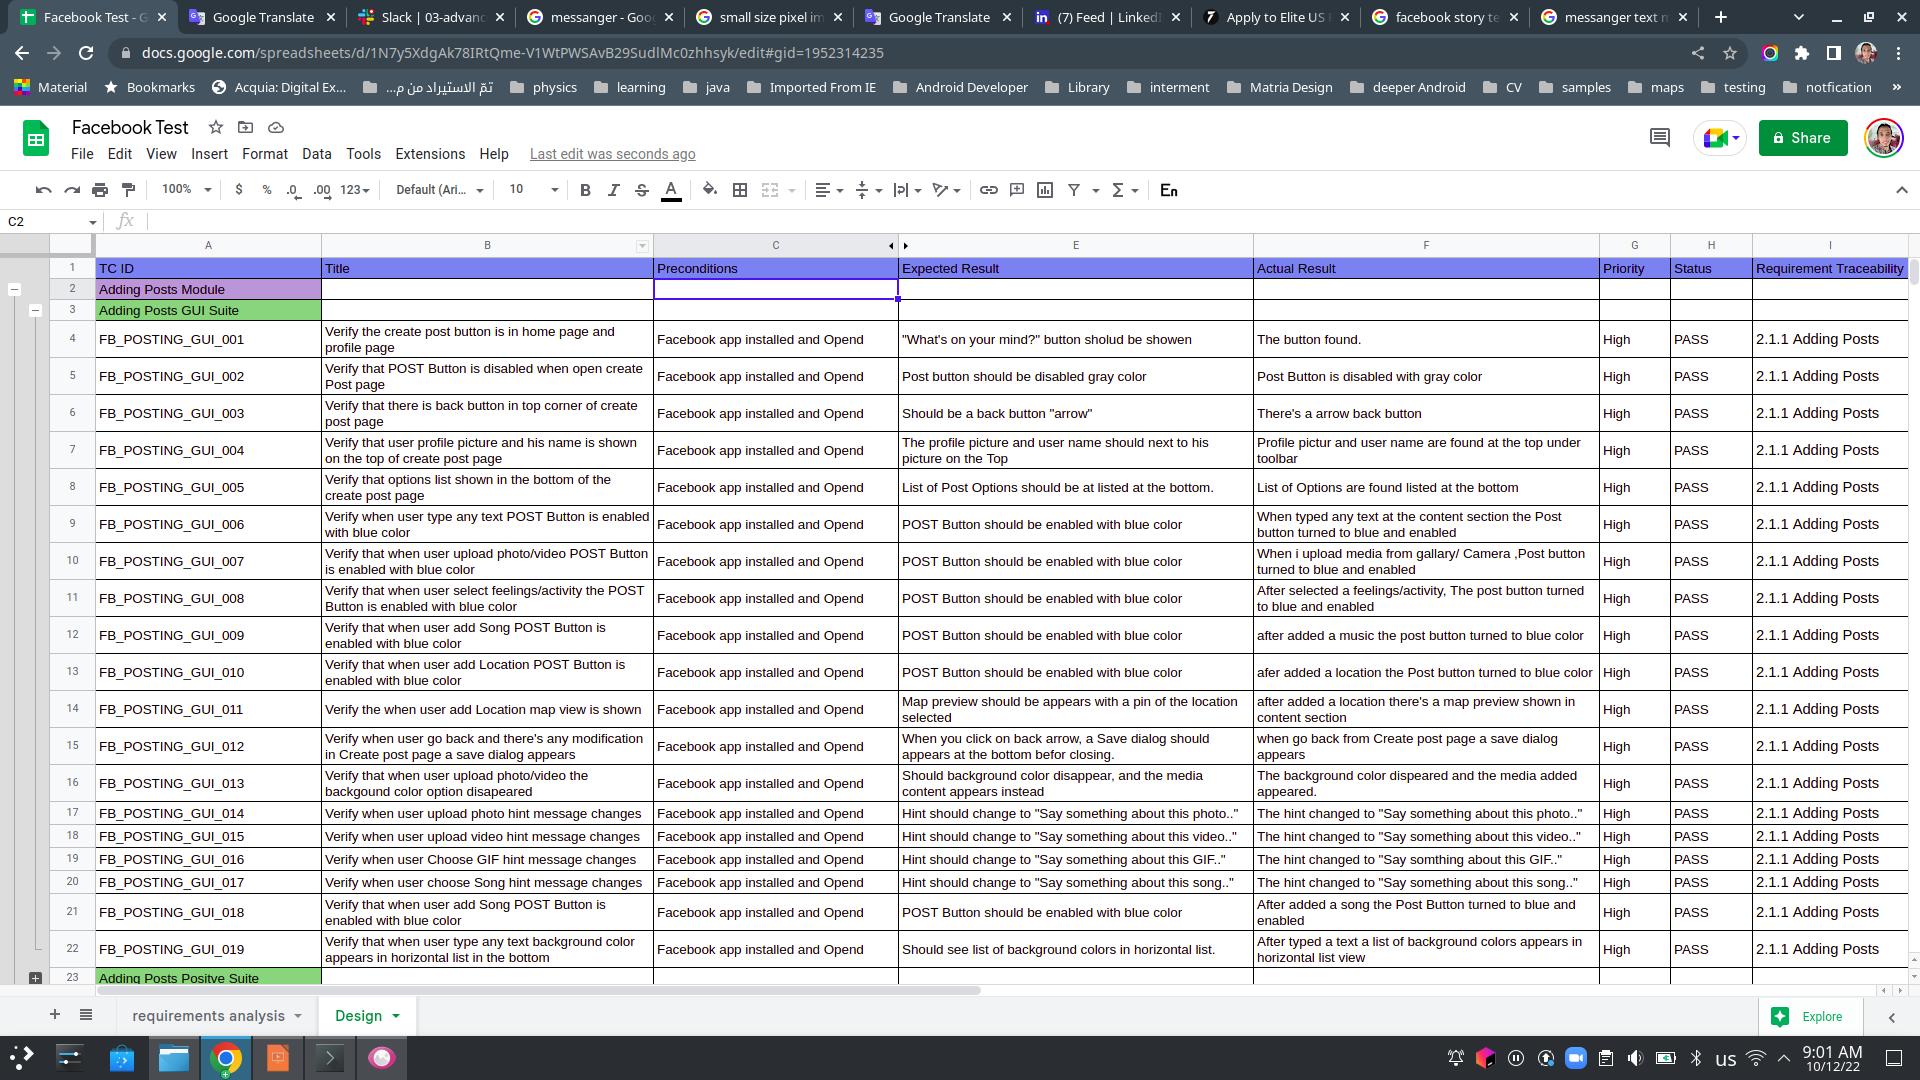 Facebook Test - G
Google Translate
Slack | 03-advanc
messanger - Goog
small size pixel im
Google Translate
(7) Feed | LinkedI
Apply to Elite US R
facebook story te
messanger text m
docs.google.com/spreadsheets/d/1N7y5XdgAk78IRtQme-V1WtPWSAvB29SudlMc0zhhsyk/edit#gid=1952314235
Material
Bookmarks
Acquia: Digital Ex...
تمّ الاستيراد من م...
physics
learning
java
Imported From IE
Android Developer
Library
interment
Matria Design
deeper Android
CV
samples
maps
testing
notfication
Facebook Test
File Edit View Insert Format Data Tools Extensions Help Last edit was seconds ago
Share
100% $ % .0 .00 123 Default (Ari... 10 B I S A En
C2
A B C E F G H I
1 TC ID Title Preconditions Expected Result Actual Result Priority Status Requirement Traceability
2 Adding Posts Module
3 Adding Posts GUI Suite
4 FB_POSTING_GUI_001 Verify the create post button is in home page and profile page Facebook app installed and Opend "What's on your mind?" button sholud be showen The button found. High PASS 2.1.1 Adding Posts
5 FB_POSTING_GUI_002 Verify that POST Button is disabled when open create Post page Facebook app installed and Opend Post button should be disabled gray color Post Button is disabled with gray color High PASS 2.1.1 Adding Posts
6 FB_POSTING_GUI_003 Verify that there is back button in top corner of create post page Facebook app installed and Opend Should be a back button "arrow" There's a arrow back button High PASS 2.1.1 Adding Posts
7 FB_POSTING_GUI_004 Verify that user profile picture and his name is shown on the top of create post page Facebook app installed and Opend The profile picture and user name should next to his picture on the Top Profile pictur and user name are found at the top under toolbar High PASS 2.1.1 Adding Posts
8 FB_POSTING_GUI_005 Verify that options list shown in the bottom of the create post page Facebook app installed and Opend List of Post Options should be at listed at the bottom. List of Options are found listed at the bottom High PASS 2.1.1 Adding Posts
9 FB_POSTING_GUI_006 Verify when user type any text POST Button is enabled with blue color Facebook app installed and Opend POST Button should be enabled with blue color When typed any text at the content section the Post button turned to blue and enabled High PASS 2.1.1 Adding Posts
10 FB_POSTING_GUI_007 Verify that when user upload photo/video POST Button is enabled with blue color Facebook app installed and Opend POST Button should be enabled with blue color When i upload media from gallary/ Camera ,Post button turned to blue and enabled High PASS 2.1.1 Adding Posts
11 FB_POSTING_GUI_008 Verify that when user select feelings/activity the POST Button is enabled with blue color Facebook app installed and Opend POST Button should be enabled with blue color After selected a feelings/activity, The post button turned to blue and enabled High PASS 2.1.1 Adding Posts
12 FB_POSTING_GUI_009 Verify that when user add Song POST Button is enabled with blue color Facebook app installed and Opend POST Button should be enabled with blue color after added a music the post button turned to blue color High PASS 2.1.1 Adding Posts
13 FB_POSTING_GUI_010 Verify that when user add Location POST Button is enabled with blue color Facebook app installed and Opend POST Button should be enabled with blue color afer added a location the Post button turned to blue color High PASS 2.1.1 Adding Posts
14 FB_POSTING_GUI_011 Verify the when user add Location map view is shown Facebook app installed and Opend Map preview should be appears with a pin of the location selected after added a location there's a map preview shown in content section High PASS 2.1.1 Adding Posts
15 FB_POSTING_GUI_012 Verify when user go back and there's any modification in Create post page a save dialog appears Facebook app installed and Opend When you click on back arrow, a Save dialog should appears at the bottom befor closing. when go back from Create post page a save dialog appears High PASS 2.1.1 Adding Posts
16 FB_POSTING_GUI_013 Verify that when user upload photo/video the backgound color option disapeared Facebook app installed and Opend Should background color disappear, and the media content appears instead The background color dispeared and the media added appeared. High PASS 2.1.1 Adding Posts
17 FB_POSTING_GUI_014 Verify when user upload photo hint message changes Facebook app installed and Opend Hint should change to "Say something about this photo.." The hint changed to "Say something about this photo.." High PASS 2.1.1 Adding Posts
18 FB_POSTING_GUI_015 Verify when user upload video hint message changes Facebook app installed and Opend Hint should change to "Say something about this video.." The hint changed to "Say something about this video.." High PASS 2.1.1 Adding Posts
19 FB_POSTING_GUI_016 Verify when user Choose GIF hint message changes Facebook app installed and Opend Hint should change to "Say something about this GIF.." The hint changed to "Say somthing about this GIF.." High PASS 2.1.1 Adding Posts
20 FB_POSTING_GUI_017 Verify when user choose Song hint message changes Facebook app installed and Opend Hint should change to "Say something about this song.." The hint changed to "Say something about this song.." High PASS 2.1.1 Adding Posts
21 FB_POSTING_GUI_018 Verify that when user add Song POST Button is enabled with blue color Facebook app installed and Opend POST Button should be enabled with blue color After added a song the Post Button turned to blue and enabled High PASS 2.1.1 Adding Posts
22 FB_POSTING_GUI_019 Verify that when user type any text background color appears in horizontal list in the bottom Facebook app installed and Opend Should see list of background colors in horizontal list. After typed a text a list of background colors appears in horizontal list view High PASS 2.1.1 Adding Posts
23 Adding Posts Positve Suite
requirements analysis
Design
Explore
us
9:01 AM
10/12/22